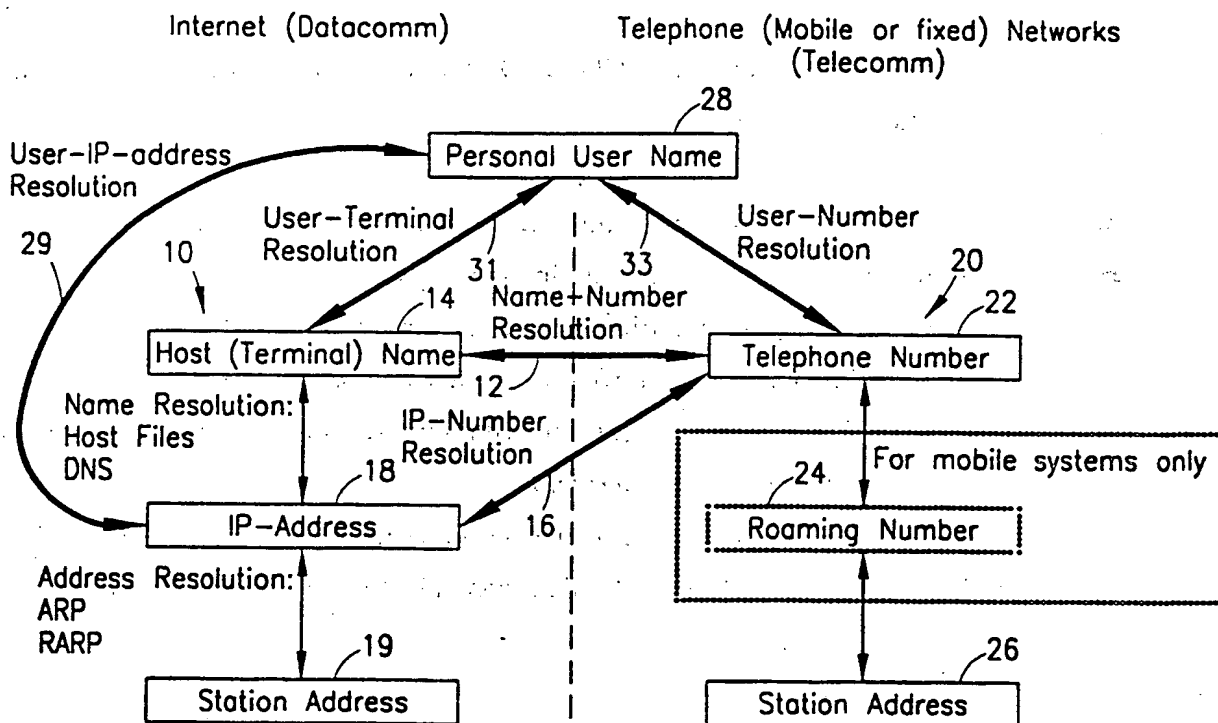 Internet (Datacomm)
Telephone (Mobile or fixed) Networks
(Telecomm)
28
Personal User Name
User-IP-address
Resolution
29
User-Terminal
Resolution
31
33
User-Number
Resolution
10
14
Name-Number
Resolution
20
22
Host (Terminal) Name
12
Telephone Number
Name Resolution:
Host Files
DNS
IP-Number
Resolution
16
For mobile systems only
18
IP-Address
24
Roaming Number
Address Resolution:
ARP
RARP
19
Station Address
26
Station Address